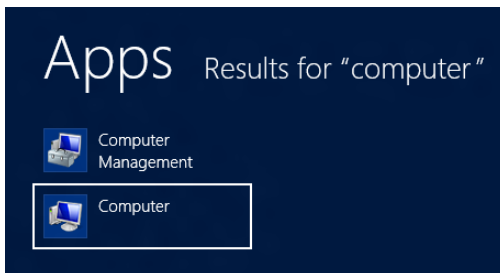 Apps Results for “computer”
Computer
Management
Computer